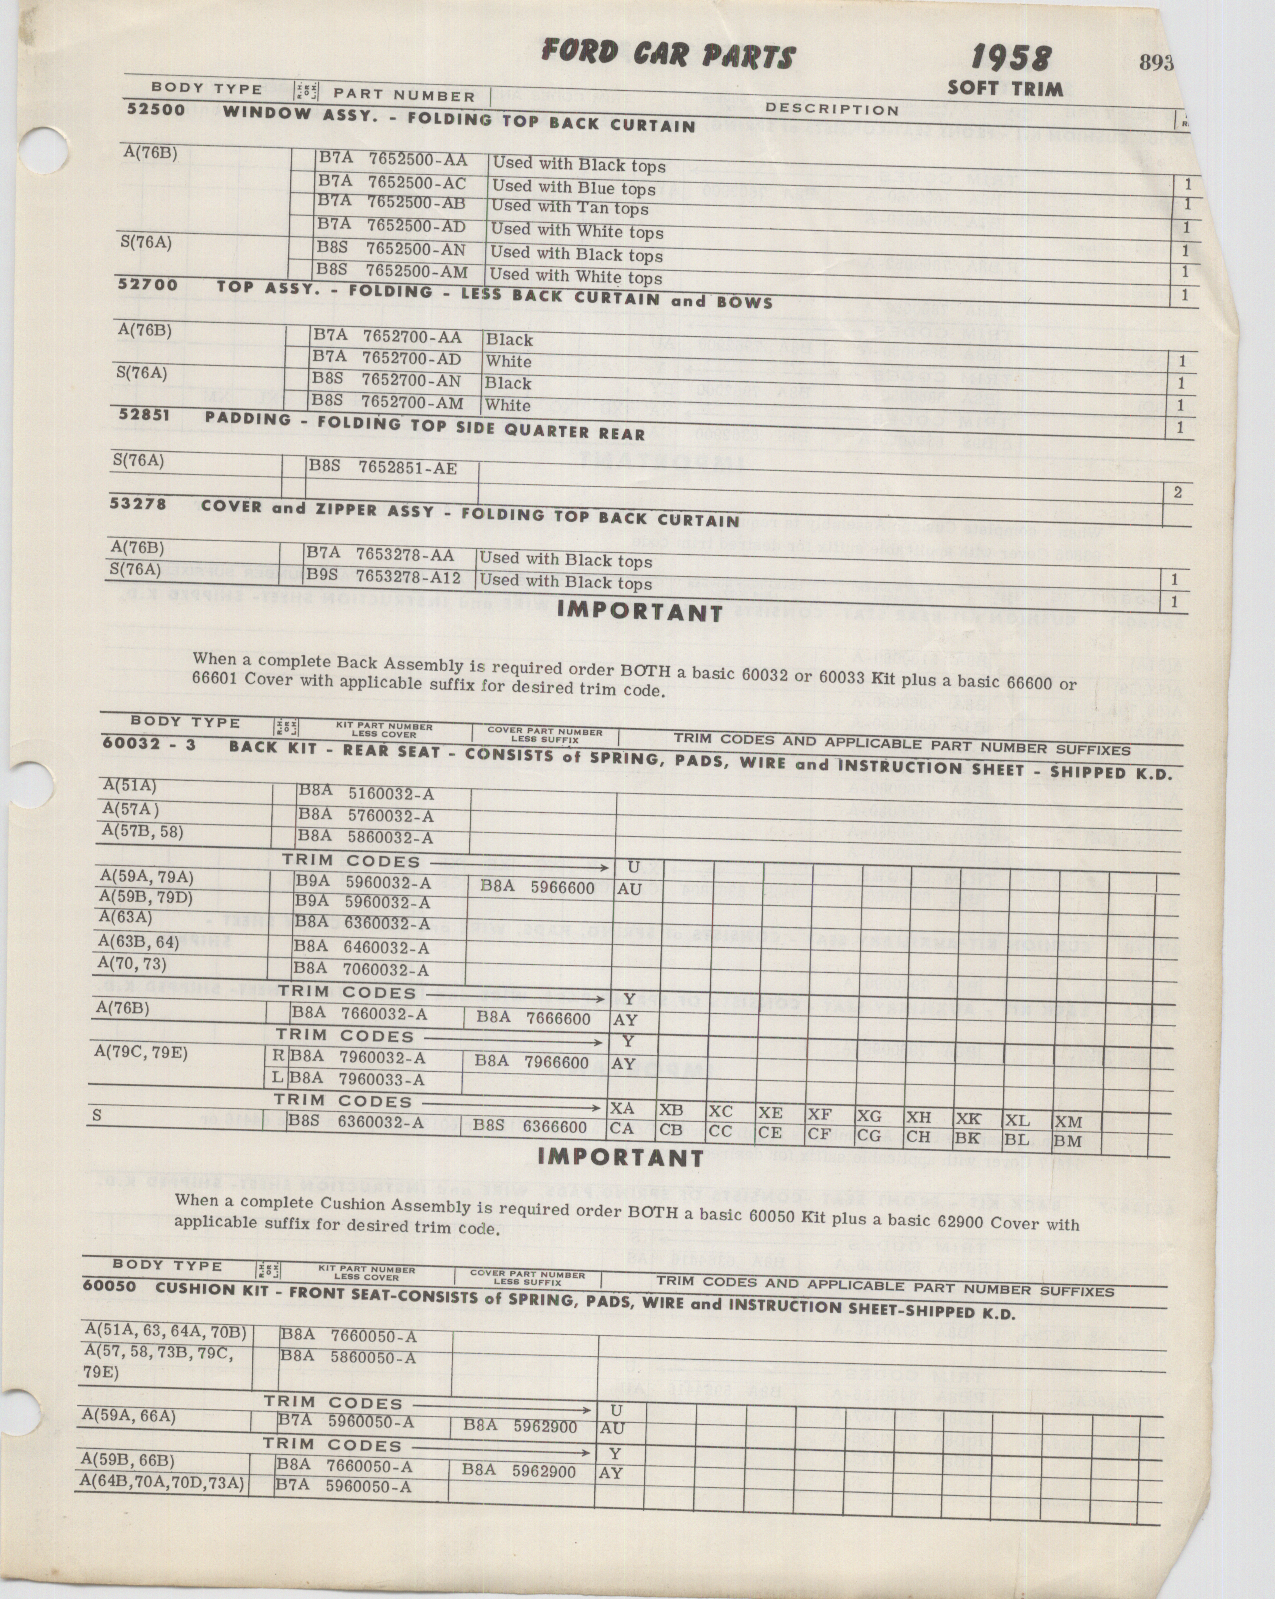 FORD CAR PARTS 1958 893
SOFT TRIM
BODY TYPE R.H. OR L.H. PART NUMBER DESCRIPTION
52500 WINDOW ASSY. - FOLDING TOP BACK CURTAIN
A(76B) B7A 7652500-AA Used with Black tops 1
B7A 7652500-AC Used with Blue tops 1
B7A 7652500-AB Used with Tan tops 1
B7A 7652500-AD Used with White tops 1
S(76A) B8S 7652500-AN Used with Black tops 1
B8S 7652500-AM Used with White tops 1
52700 TOP ASSY. - FOLDING - LESS BACK CURTAIN and BOWS
A(76B) B7A 7652700-AA Black 1
B7A 7652700-AD White 1
S(76A) B8S 7652700-AN Black 1
B8S 7652700-AM White 1
52851 PADDING - FOLDING TOP SIDE QUARTER REAR
S(76A) B8S 7652851-AE 2
53278 COVER and ZIPPER ASSY - FOLDING TOP BACK CURTAIN
A(76B) B7A 7653278-AA Used with Black tops 1
S(76A) B9S 7653278-A12 Used with Black tops 1
IMPORTANT
When a complete Back Assembly is required order BOTH a basic 60032 or 60033 Kit plus a basic 66600 or
66601 Cover with applicable suffix for desired trim code.
BODY TYPE R.H. OR L.H. KIT PART NUMBER LESS COVER COVER PART NUMBER LESS SUFFIX TRIM CODES AND APPLICABLE PART NUMBER SUFFIXES
60032 - 3 BACK KIT - REAR SEAT - CONSISTS of SPRING, PADS, WIRE and INSTRUCTION SHEET - SHIPPED K.D.
A(51A) B8A 5160032-A
A(57A) B8A 5760032-A
A(57B, 58) B8A 5860032-A
TRIM CODES U
A(59A, 79A) B9A 5960032-A B8A 5966600 AU
A(59B, 79D) B9A 5960032-A
A(63A) B8A 6360032-A
A(63B, 64) B8A 6460032-A
A(70, 73) B8A 7060032-A
TRIM CODES Y
A(76B) B8A 7660032-A B8A 7666600 AY
TRIM CODES Y
A(79C, 79E) R B8A 7960032-A B8A 7966600 AY
L B8A 7960033-A
TRIM CODES XA XB XC XE XF XG XH XK XL XM
S B8S 6360032-A B8S 6366600 CA CB CC CE CF CG CH BK BL BM
IMPORTANT
When a complete Cushion Assembly is required order BOTH a basic 60050 Kit plus a basic 62900 Cover with
applicable suffix for desired trim code.
BODY TYPE R.H. OR L.H. KIT PART NUMBER LESS COVER COVER PART NUMBER LESS SUFFIX TRIM CODES AND APPLICABLE PART NUMBER SUFFIXES
60050 CUSHION KIT - FRONT SEAT-CONSISTS of SPRING, PADS, WIRE and INSTRUCTION SHEET-SHIPPED K.D.
A(51A, 63, 64A, 70B) B8A 7660050-A
A(57, 58, 73B, 79C, B8A 5860050-A
79E)
TRIM CODES U
A(59A, 66A) B7A 5960050-A B8A 5962900 AU
TRIM CODES Y
A(59B, 66B) B8A 7660050-A B8A 5962900 AY
A(64B,70A,70D,73A) B7A 5960050-A